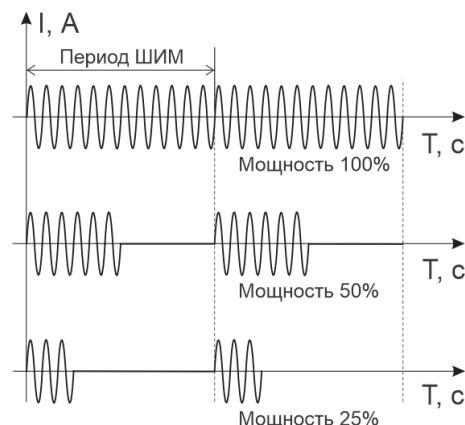 I, А
Период ШИМ
Т, с
Мощность 100%
Т, с
Мощность 50%
Т, с
Мощность 25%